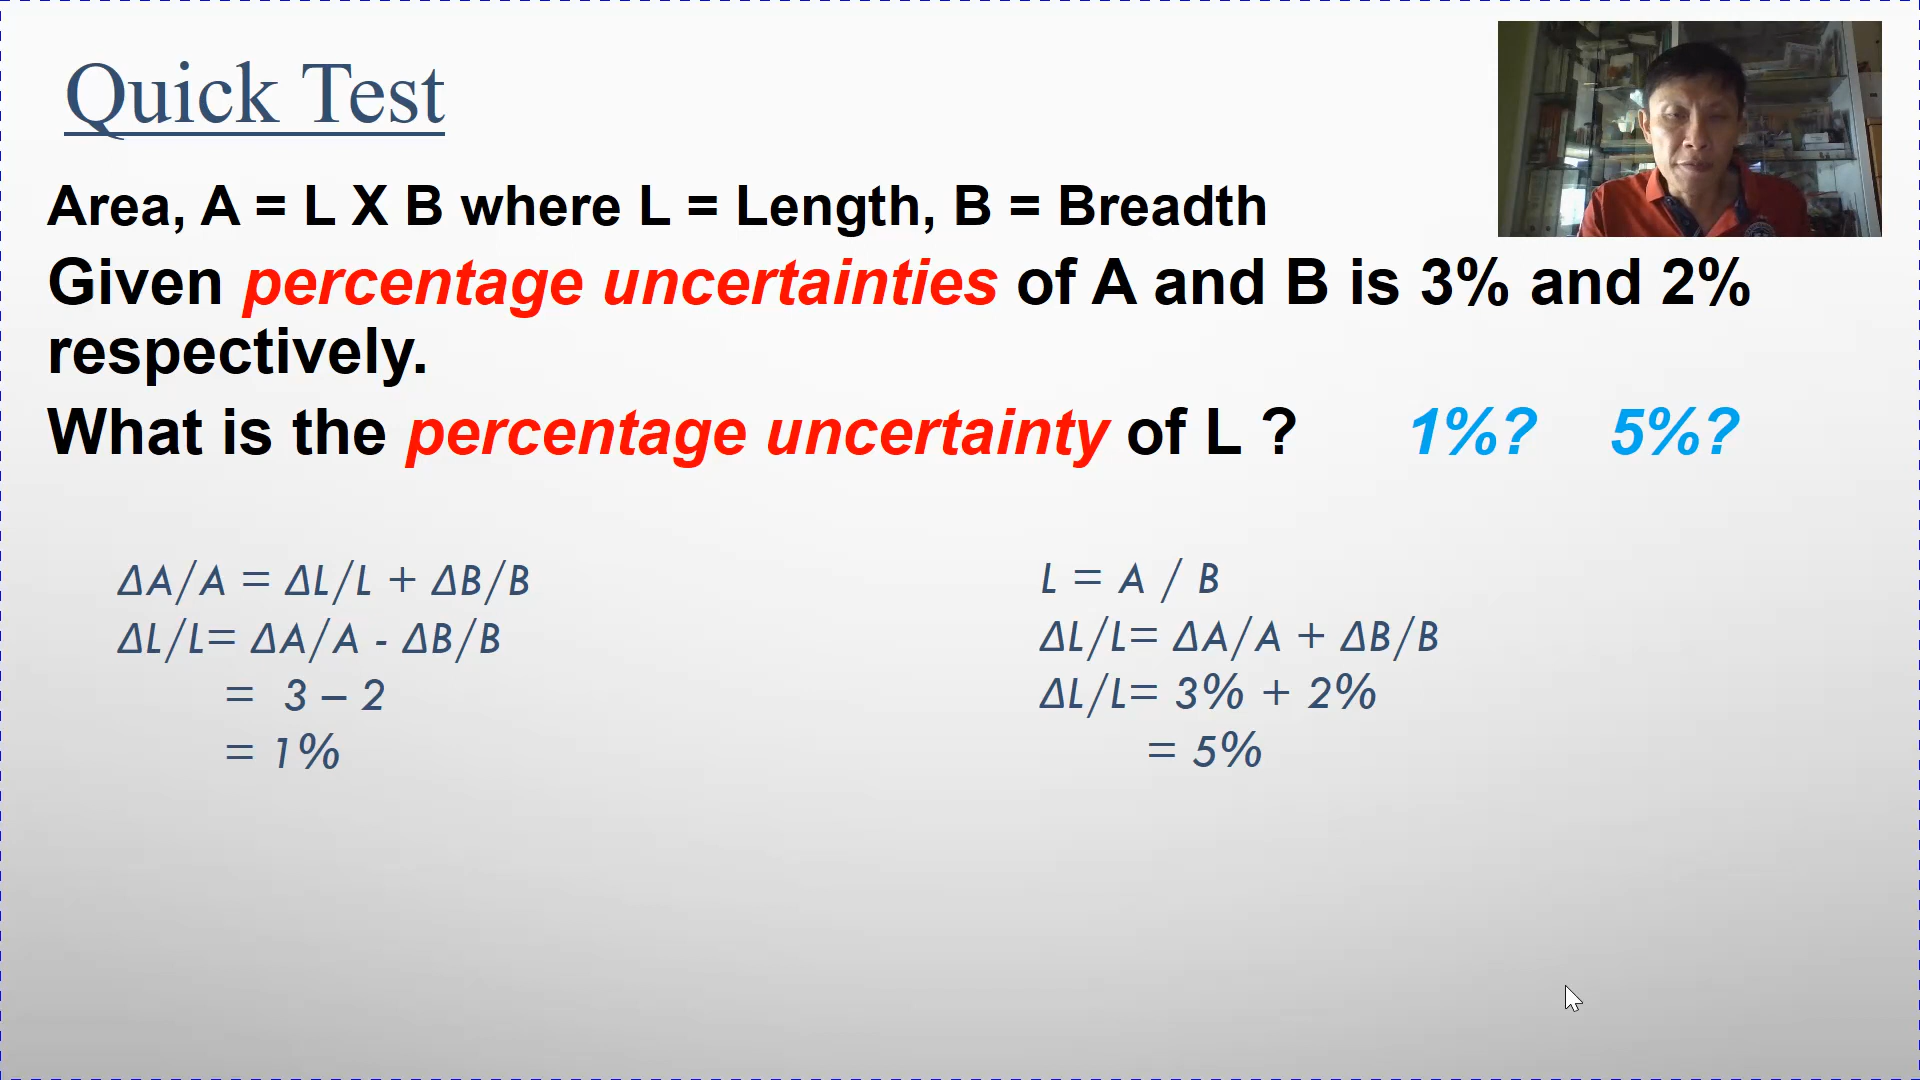 Quick Test
Area, A = L X B where L = Length, B = Breadth
Given percentage uncertainties of A and B is 3% and 2%
respectively.
What is the percentage uncertainty of L ? 1%? 5%?
ΔA/A = ΔL/L + ΔB/B
ΔL/L= ΔA/A - ΔB/B
= 3 – 2
= 1%
L = A / B
ΔL/L= ΔA/A + ΔB/B
ΔL/L= 3% + 2%
= 5%